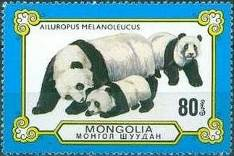 AILUROPUS MELANOLEUCUS
80
MONGOLIA
МОНГОЛ ШУУДАН